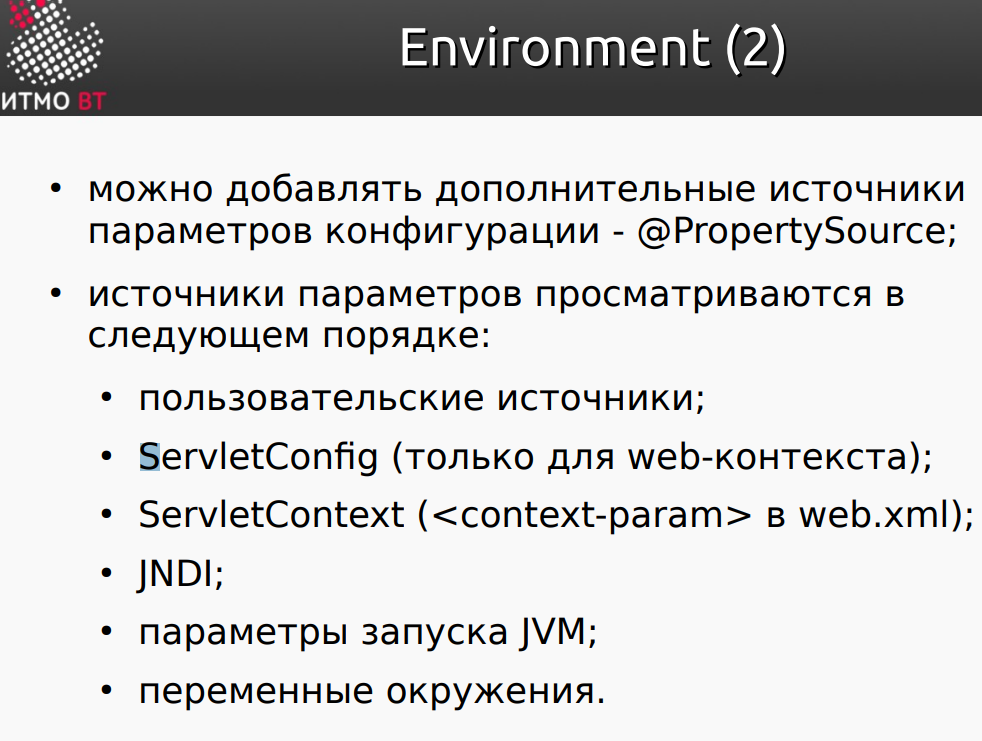 Environment (2)
ИТМО ВТ
• можно добавлять дополнительные источники
параметров конфигурации - @PropertySource;
• источники параметров просматриваются в
следующем порядке:
• пользовательские источники;
• ServletConfig (только для web-контекста);
• ServletContext (<context-param> в web.xml);
• JNDI;
• параметры запуска JVM;
• переменные окружения.